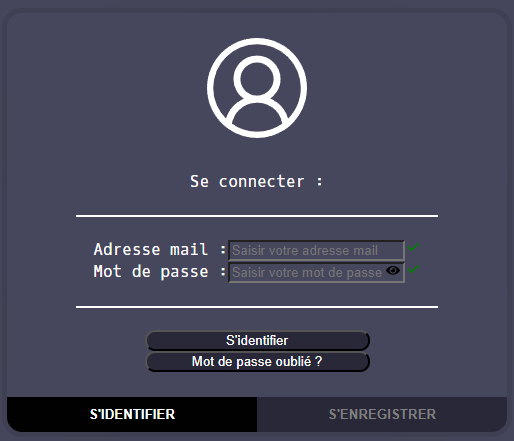 Se connecter :
Adresse mail : Saisir votre adresse mail
Mot de passe : Saisir votre mot de passe
S'identifier
Mot de passe oublié ?
S'IDENTIFIER S'ENREGISTRER